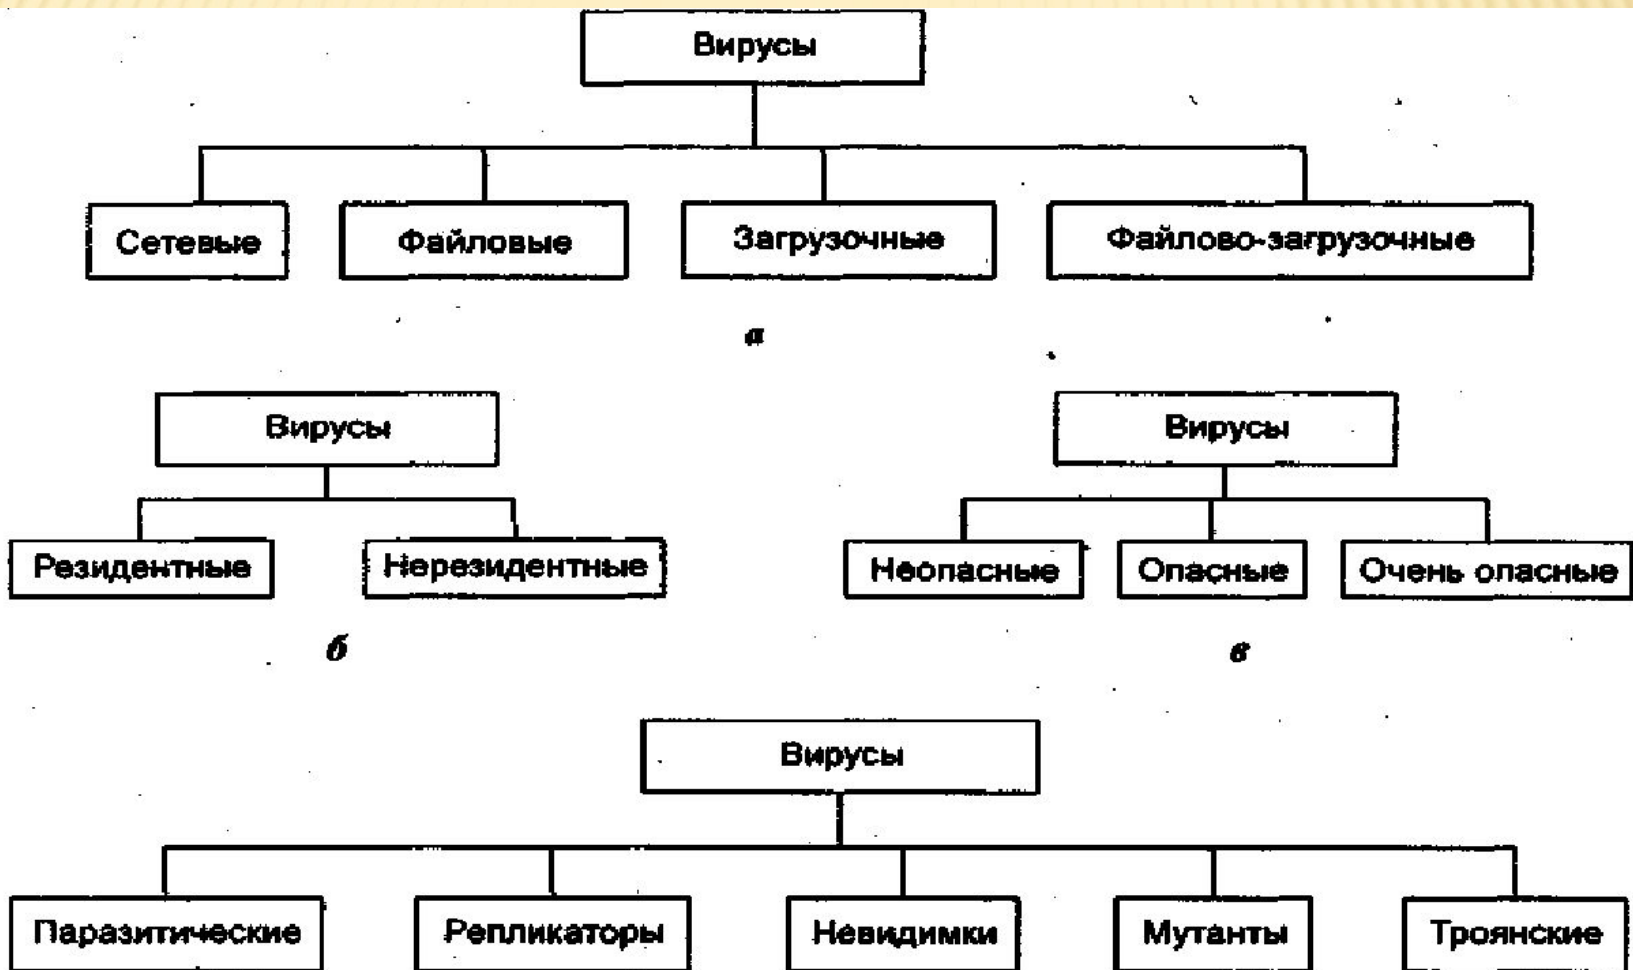 Вирусы
Сетевые Файловые Загрузочные Файлово-загрузочные
а
Вирусы Вирусы
Резидентные Нерезидентные Неопасные Опасные Очень опасные
б в
Вирусы
Паразитические Репликаторы Невидимки Мутанты Троянские